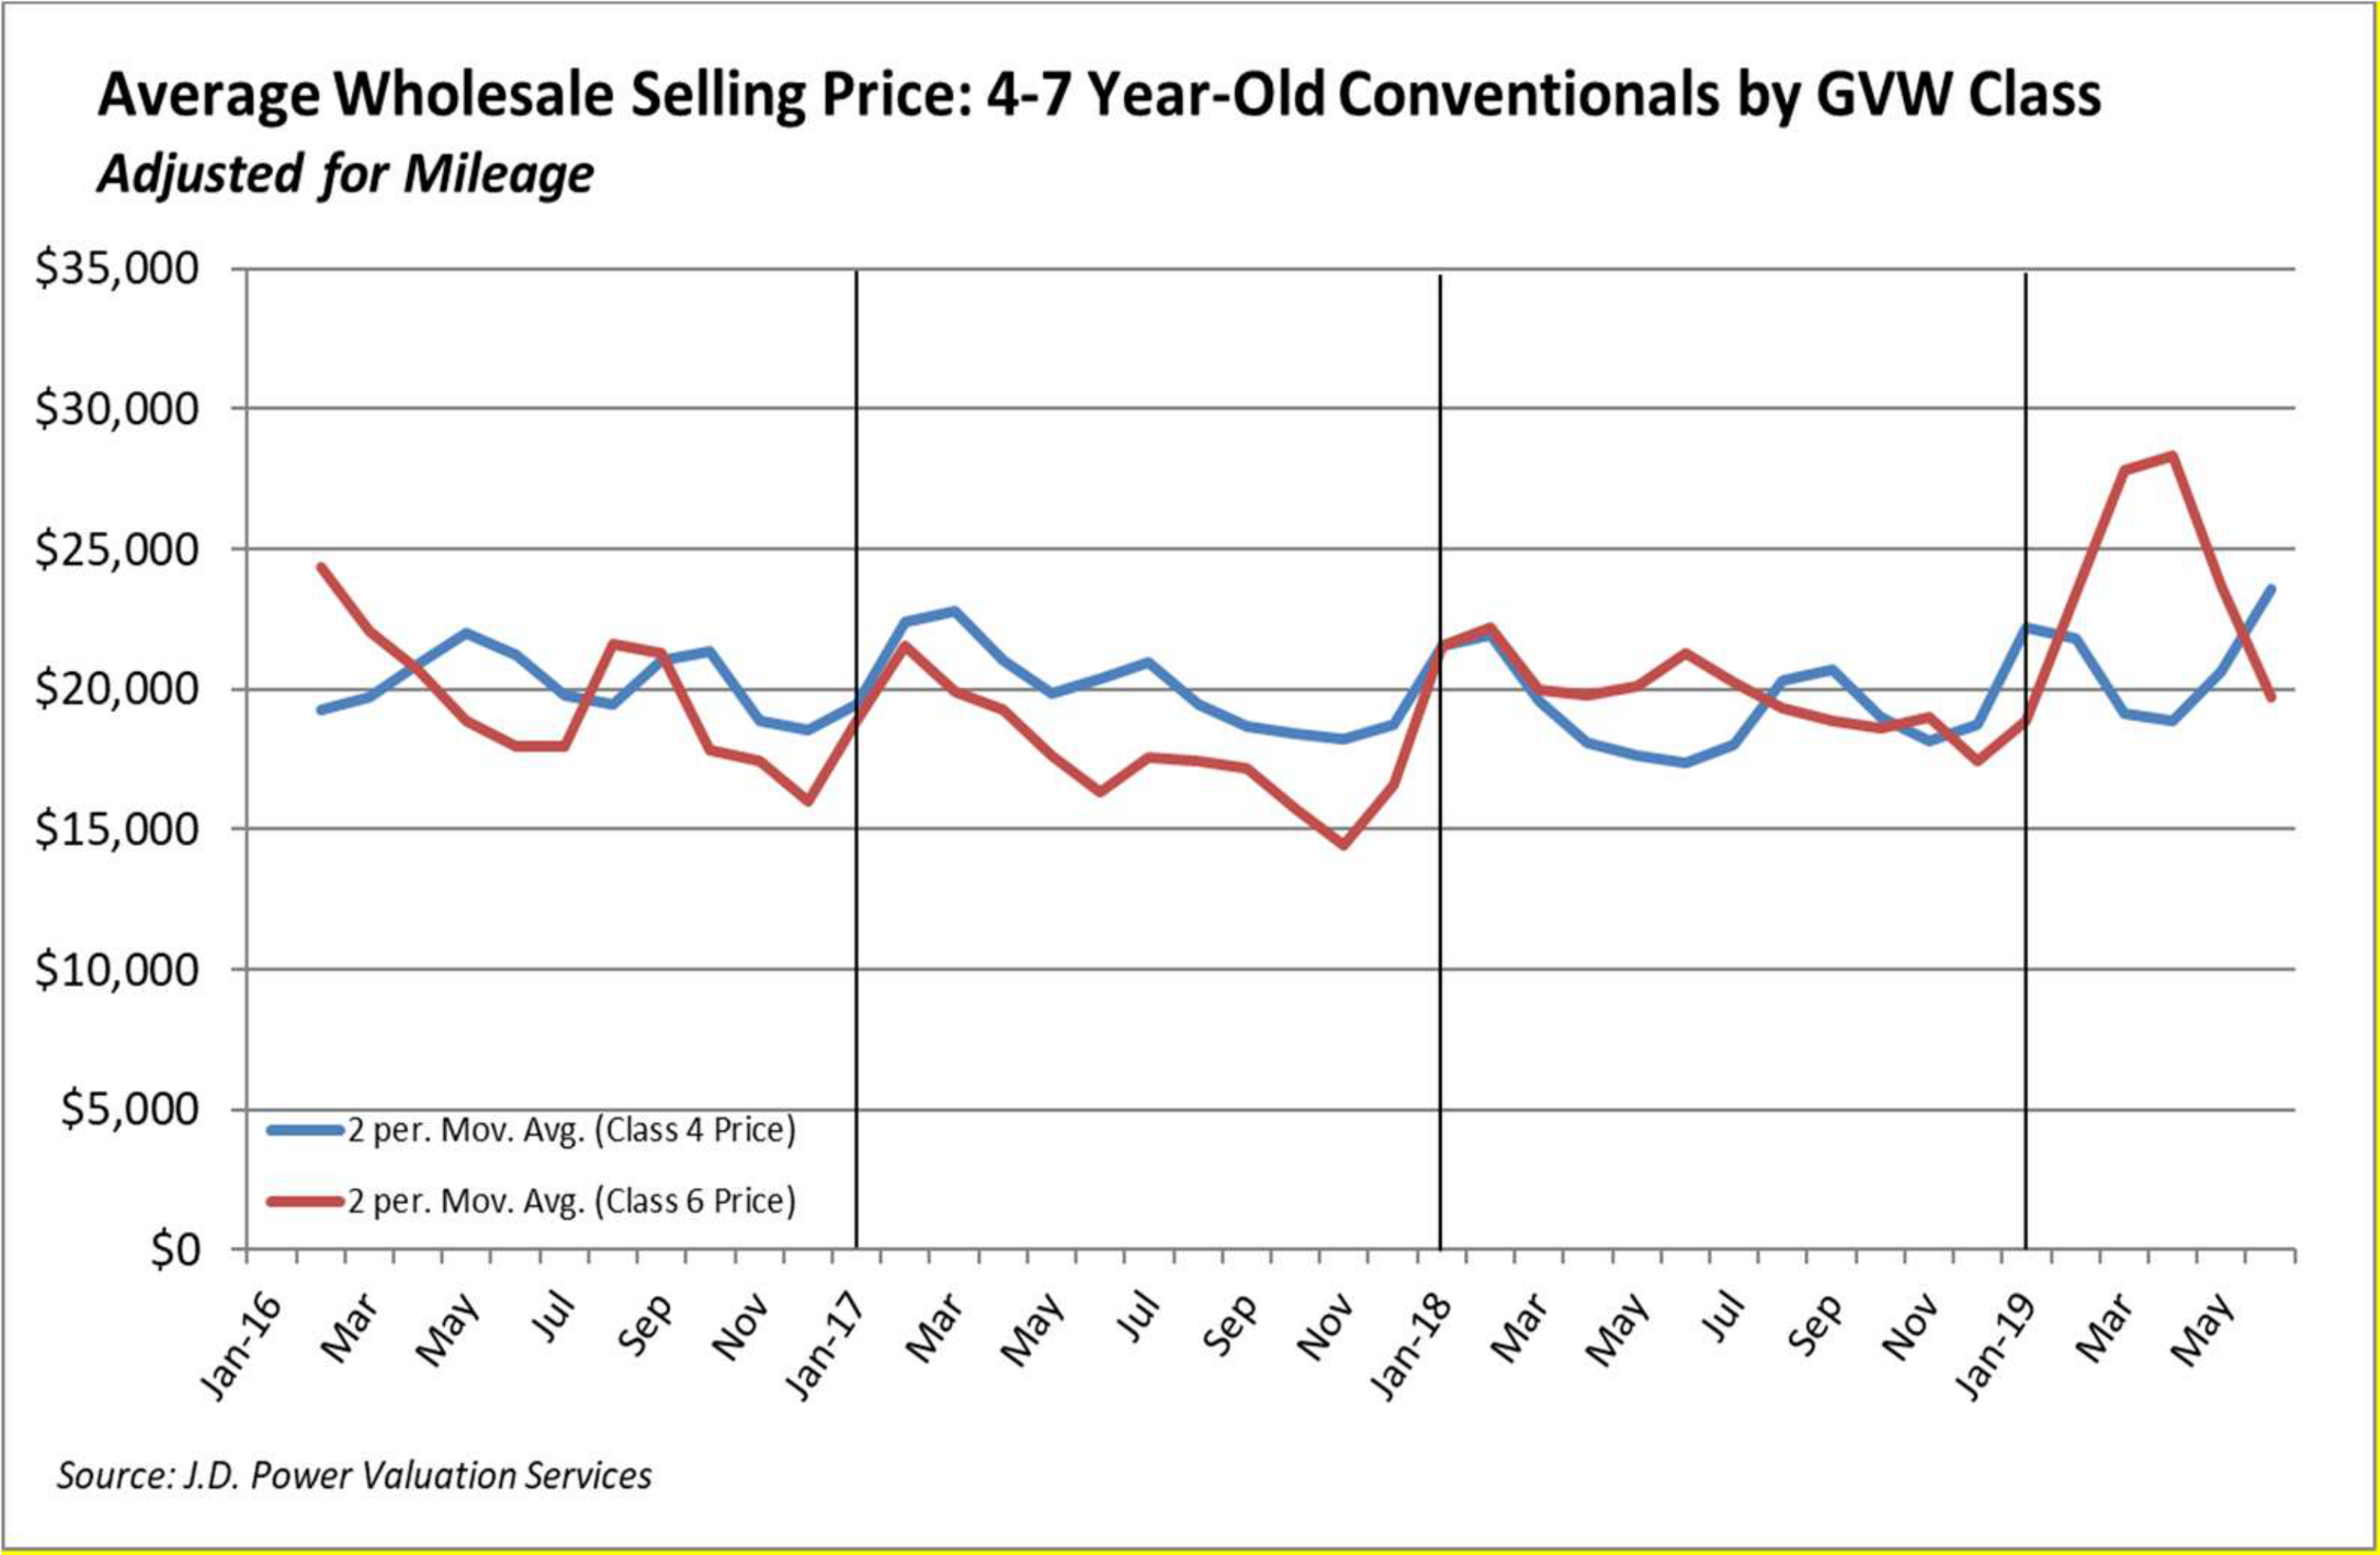 Average Wholesale Selling Price: 4-7 Year-Old Conventionals by GVW Class
Adjusted for Mileage
$35,000
$30,000
$25,000
$20,000
$15,000
$10,000
$5,000
$0
2 per. Mov. Avg. (Class 4 Price)
2 per. Mov. Avg. (Class 6 Price)
Jan-16 Mar May Jul Sep Nov Jan-17 Mar May Jul Sep Nov Jan-18 Mar May Jul Sep Nov Jan-19 Mar May
Source: J.D. Power Valuation Services